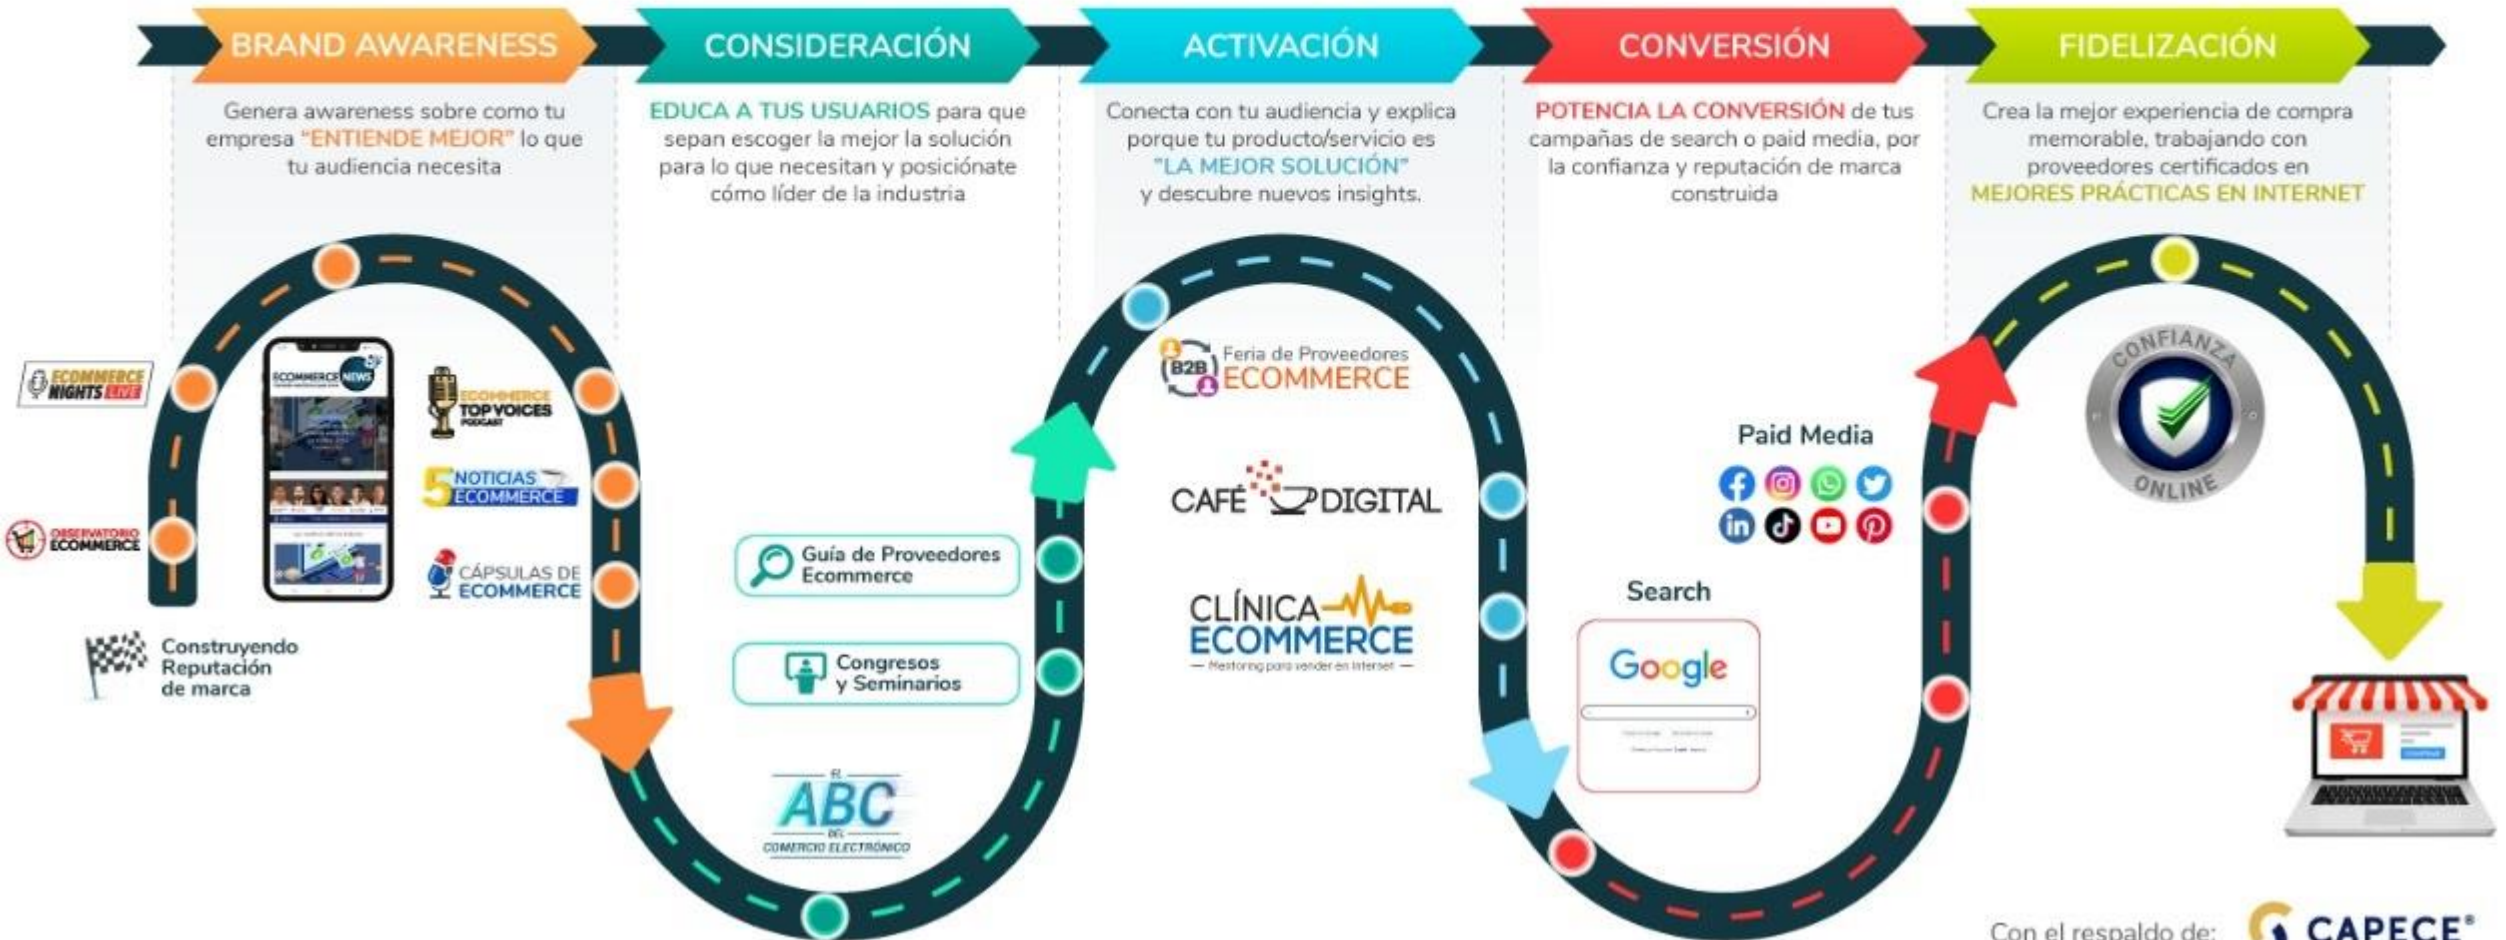 BRAND AWARENESS
Genera awareness sobre como tu
empresa "ENTIENDE MEJOR" lo que
tu audiencia necesita
CONSIDERACIÓN
EDUCA A TUS USUARIOS para que
sepan escoger la mejor la solución
para lo que necesitan y posiciónate
cómo líder de la industria
ACTIVACIÓN
Conecta con tu audiencia y explica
porque tu producto/servicio es
"LA MEJOR SOLUCIÓN"
y descubre nuevos insights.
CONVERSIÓN
POTENCIA LA CONVERSIÓN de tus
campañas de search o paid media, por
la confianza y reputación de marca
construida
FIDELIZACIÓN
Crea la mejor experiencia de compra
memorable, trabajando con
proveedores certificados en
MEJORES PRÁCTICAS EN INTERNET
ECOMMERCE
NIGHTS LIVE
OBSERVATORIO
ECOMMERCE
Construyendo
Reputación
de marca
ECOMMERCE NEWS
ECOMMERCE
TOP VOICES
PODCAST
5 NOTICIAS
ECOMMERCE
CÁPSULAS DE
ECOMMERCE
Guía de Proveedores
Ecommerce
Congresos
y Seminarios
EL
ABC
DEL
COMERCIO ELECTRÓNICO
B2B
Feria de Proveedores
ECOMMERCE
CAFÉ DIGITAL
CLÍNICA
ECOMMERCE
Mentoring para vender en Internet
Search
Google
Paid Media
in
CONFIANZA
ONLINE
Con el respaldo de:
CAPECE®